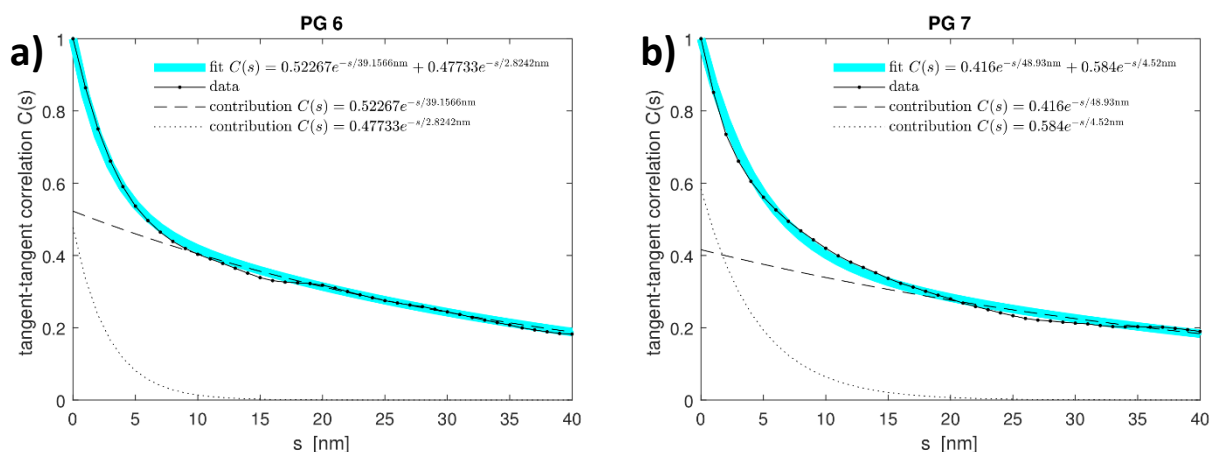 a)
PG 6
fit C(s) = 0.52267e^{-s/39.1566nm} + 0.47733e^{-s/2.8242nm}
data
contribution C(s) = 0.52267e^{-s/39.1566nm}
contribution C(s) = 0.47733e^{-s/2.8242nm}
tangent-tangent correlation C(s)
1
0.8
0.6
0.4
0.2
0
0 5 10 15 20 25 30 35 40
s [nm]
b)
PG 7
fit C(s) = 0.416e^{-s/48.93nm} + 0.584e^{-s/4.52nm}
data
contribution C(s) = 0.416e^{-s/48.93nm}
contribution C(s) = 0.584e^{-s/4.52nm}
tangent-tangent correlation C(s)
1
0.8
0.6
0.4
0.2
0
0 5 10 15 20 25 30 35 40
s [nm]